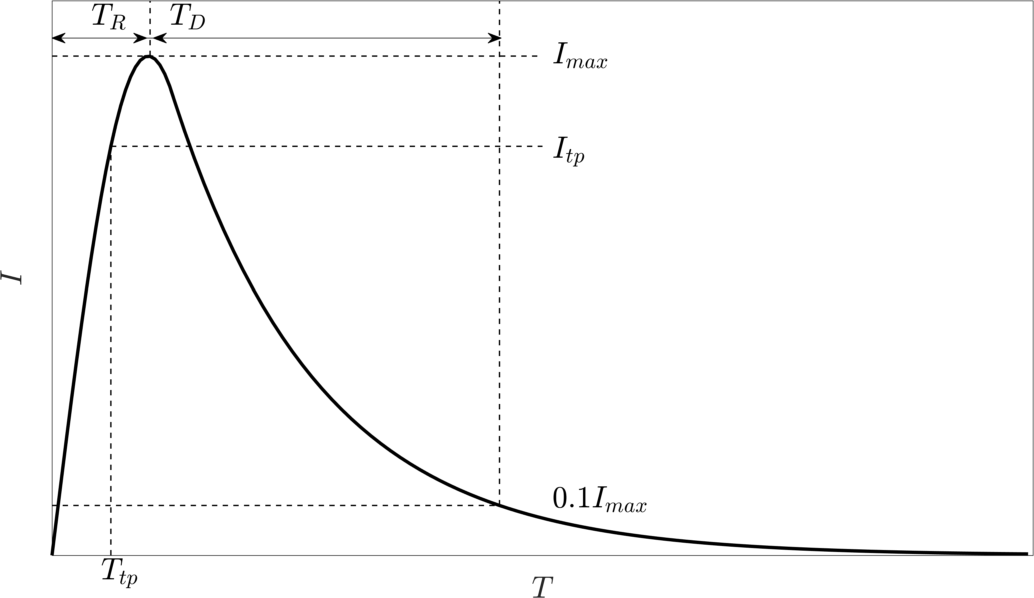 T_R T_D
I_max
I_tp
I
0.1I_max
T_tp
T